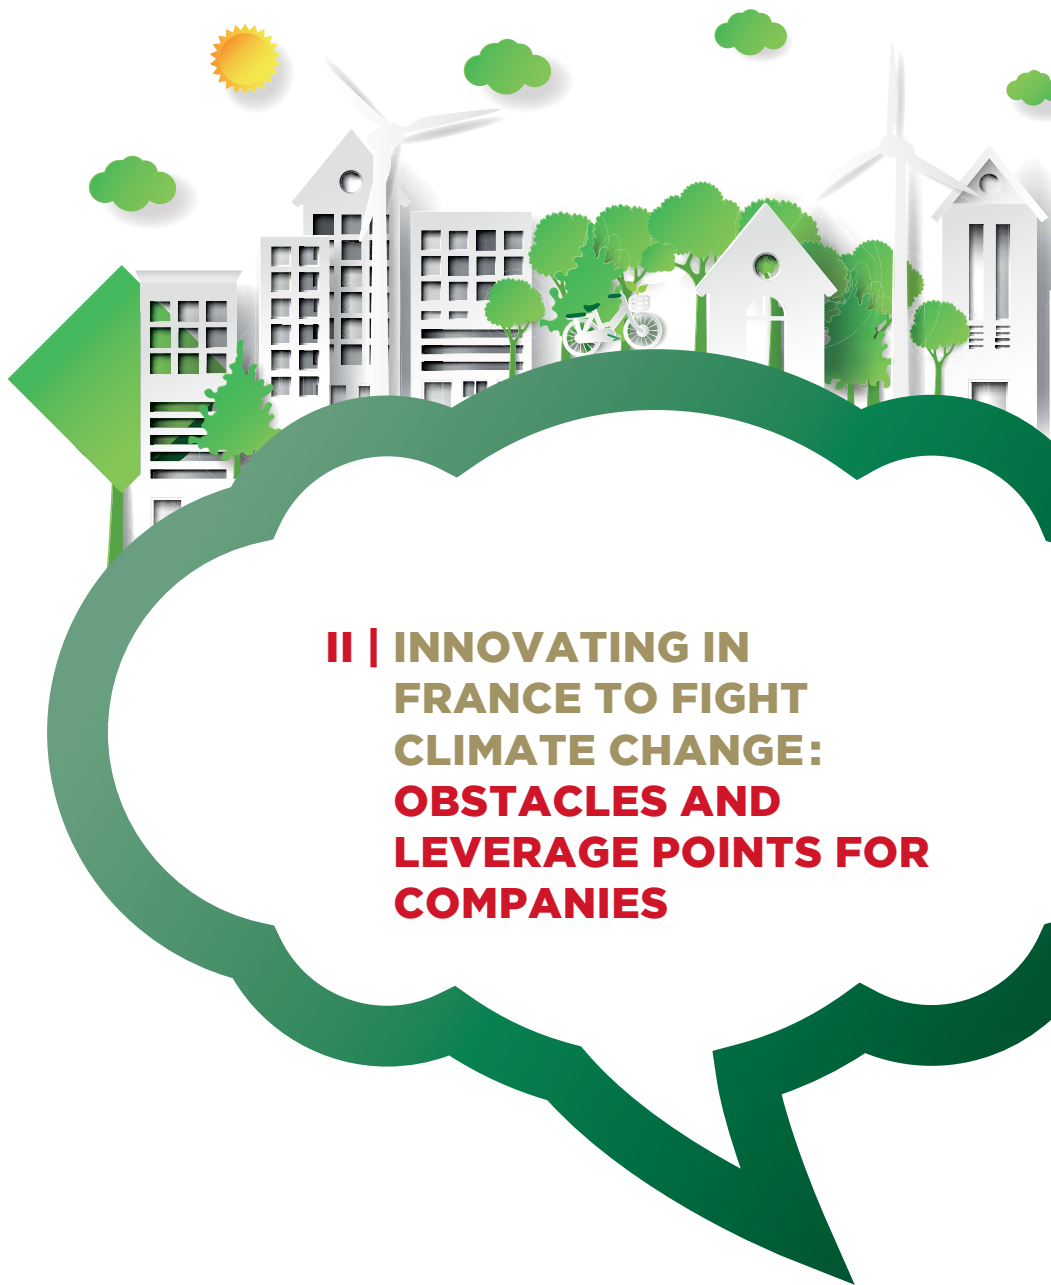 II | INNOVATING IN
FRANCE TO FIGHT
CLIMATE CHANGE:
OBSTACLES AND
LEVERAGE POINTS FOR
COMPANIES